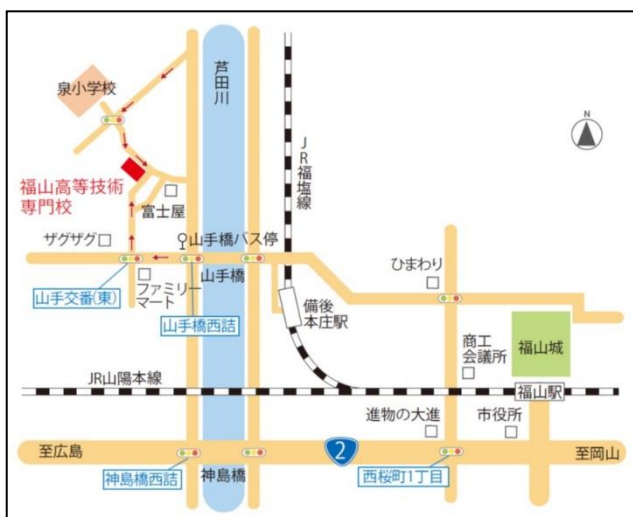 泉小学校
芦田川
N
JR福塩線
福山高等技術
専門校
富士屋
ザグザグ
山手橋バス停
ひまわり
山手交番(東)
ファミリー
マート
山手橋
山手橋西詰
備後
本庄駅
商工
会議所
福山城
JR山陽本線
福山駅
進物の大進
市役所
至広島
2
至岡山
神島橋西詰
神島橋
西桜町1丁目